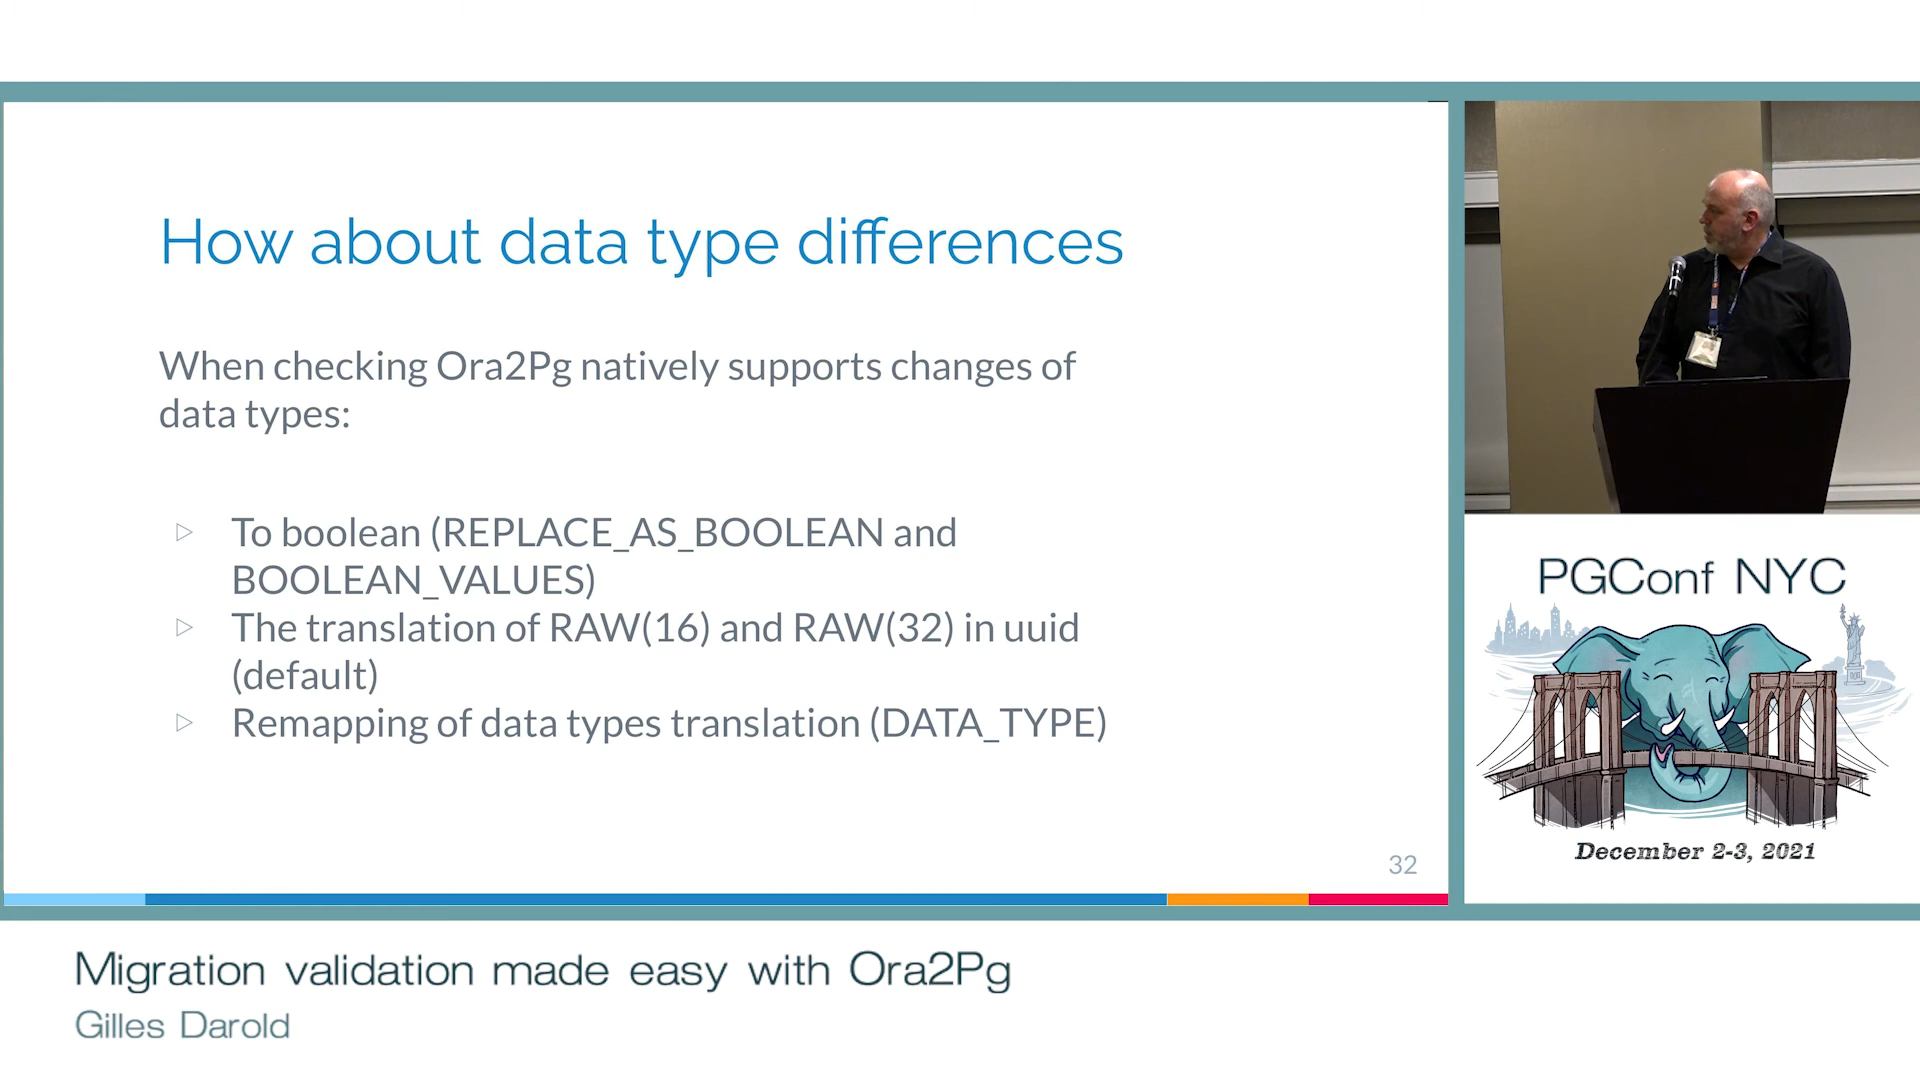 How about data type differences
When checking Ora2Pg natively supports changes of
data types:
▷ To boolean (REPLACE_AS_BOOLEAN and
BOOLEAN_VALUES)
▷ The translation of RAW(16) and RAW(32) in uuid
(default)
▷ Remapping of data types translation (DATA_TYPE)
32
PGConf NYC
December 2-3, 2021
Migration validation made easy with Ora2Pg
Gilles Darold